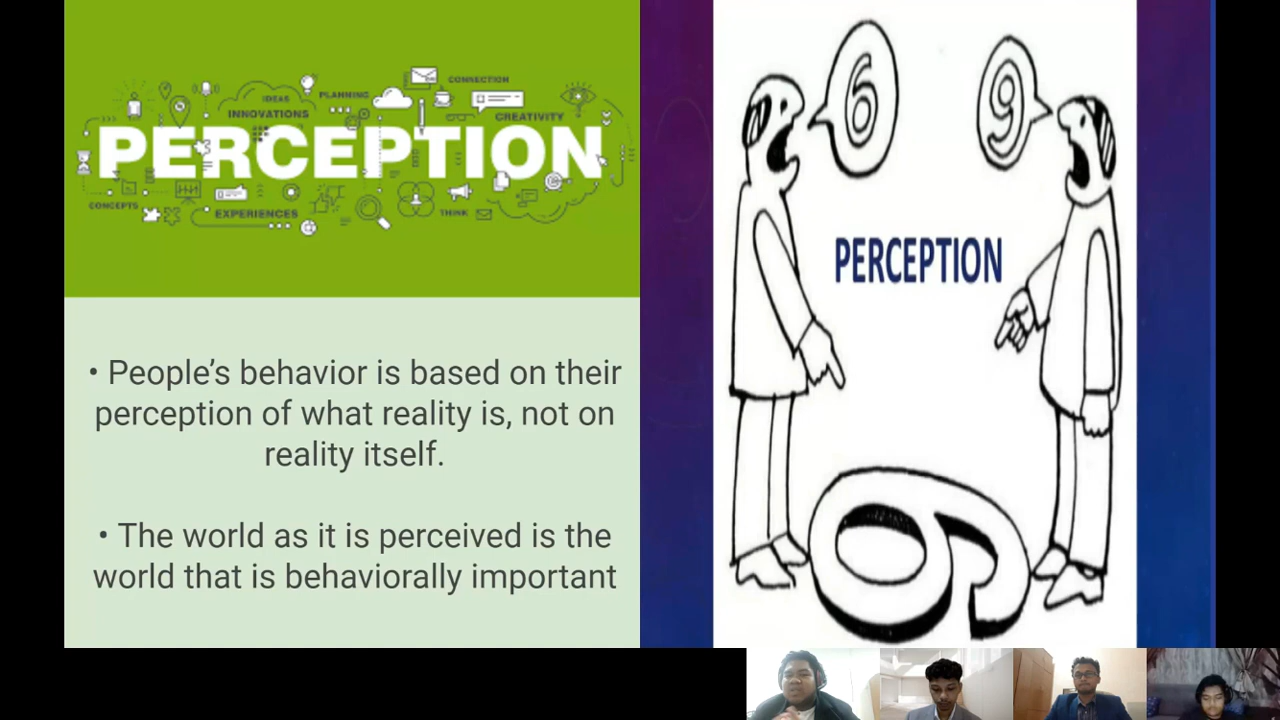 CONNECTION
IDEAS
PLANNING
INNOVATIONS
CREATIVITY
PERCEPTION
CONCEPTS
EXPERIENCES
THINK
• People’s behavior is based on their
perception of what reality is, not on
reality itself.
• The world as it is perceived is the
world that is behaviorally important
6
9
PERCEPTION